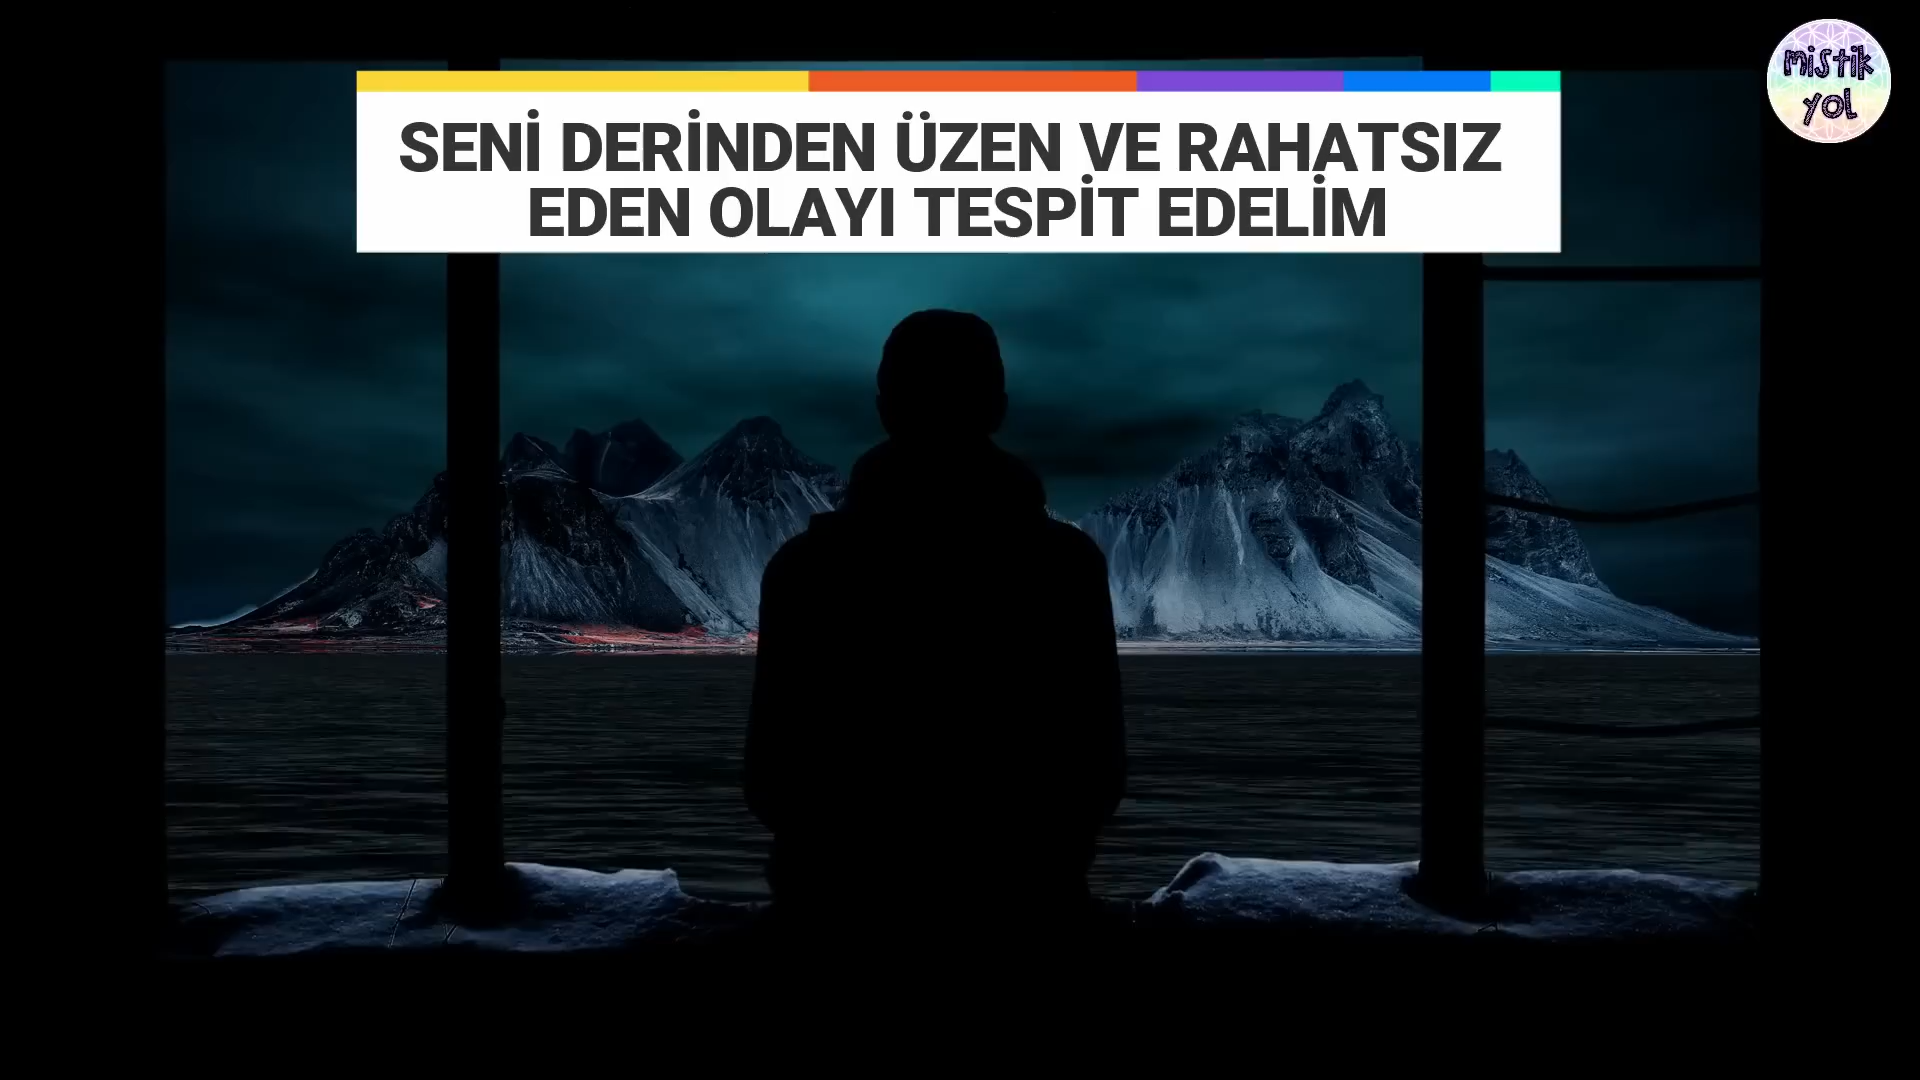 mistik
yol
SENİ DERİNDEN ÜZEN VE RAHATSIZ
EDEN OLAYI TESPİT EDELİM